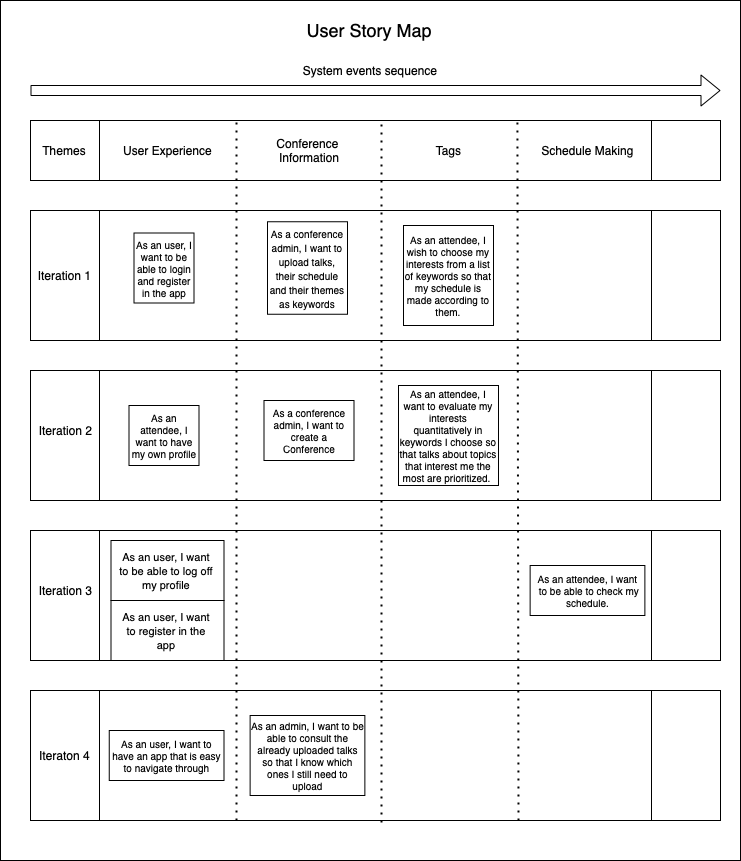 User Story Map
System events sequence
Themes
User Experience
Conference
Information
Tags
Schedule Making
Iteration 1
As an user, I
want to be
able to login
and register
in the app
As a conference
admin, I want to
upload talks,
their schedule
and their themes
as keywords
As an attendee, I
wish to choose my
interests from a list
of keywords so that
my schedule is
made according to
them.
Iteration 2
As an
attendee, I
want to have
my own profile
As a conference
admin, I want to
create a
Conference
As an attendee, I
want to evaluate my
interests
quantitatively in
keywords I choose so
that talks about topics
that interest me the
most are prioritized.
Iteration 3
As an user, I want
to be able to log off
my profile
As an user, I want
to register in the
app
As an attendee, I want
to be able to check my
schedule.
Iteraton 4
As an user, I want to
have an app that is easy
to navigate through
As an admin, I want to be
able to consult the
already uploaded talks
so that I know which
ones I still need to
upload